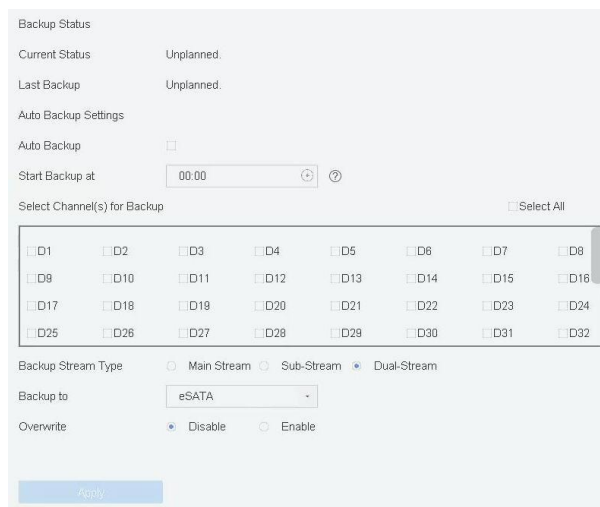 Backup Status
Current Status Unplanned.
Last Backup Unplanned.
Auto Backup Settings
Auto Backup
Start Backup at 00:00 ?
Select Channel(s) for Backup Select All
D1 D2 D3 D4 D5 D6 D7 D8
D9 D10 D11 D12 D13 D14 D15 D16
D17 D18 D19 D20 D21 D22 D23 D24
D25 D26 D27 D28 D29 D30 D31 D32
Backup Stream Type Main Stream Sub-Stream Dual-Stream
Backup to eSATA
Overwrite Disable Enable
Apply